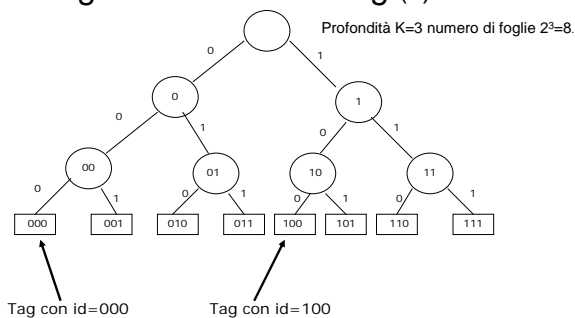 Profondità K=3 numero di foglie 2³=8.
0 1
0 1
0 1 0 1
00 01 10 11
0 1 0 1 0 1 0 1
000 001 010 011 100 101 110 111
Tag con id=000 Tag con id=100